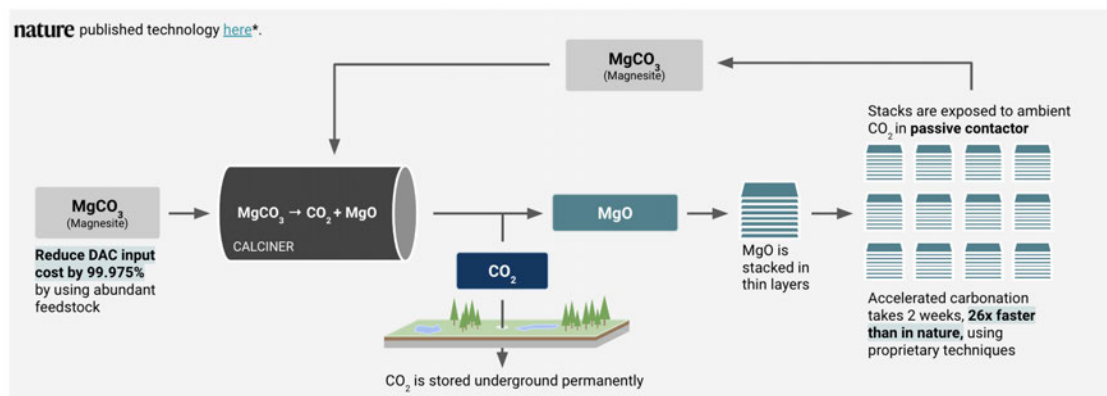 nature published technology here*.
MgCO₃
(Magnesite)
Stacks are exposed to ambient
CO₂ in passive contactor
MgCO₃
(Magnesite)
MgCO₃ → CO₂ + MgO
CALCINER
MgO
Reduce DAC input
cost by 99.975%
by using abundant
feedstock
CO₂
MgO is
stacked in
thin layers
Accelerated carbonation
takes 2 weeks, 26x faster
than in nature, using
proprietary techniques
CO₂ is stored underground permanently